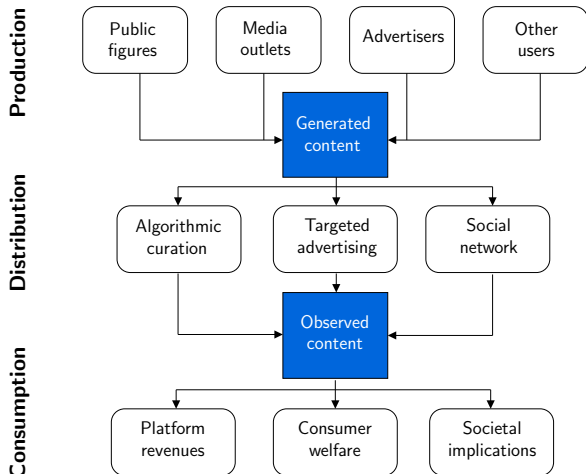 Production
Public
figures
Media
outlets
Advertisers
Other
users
Generated
content
Distribution
Algorithmic
curation
Targeted
advertising
Social
network
Observed
content
Consumption
Platform
revenues
Consumer
welfare
Societal
implications